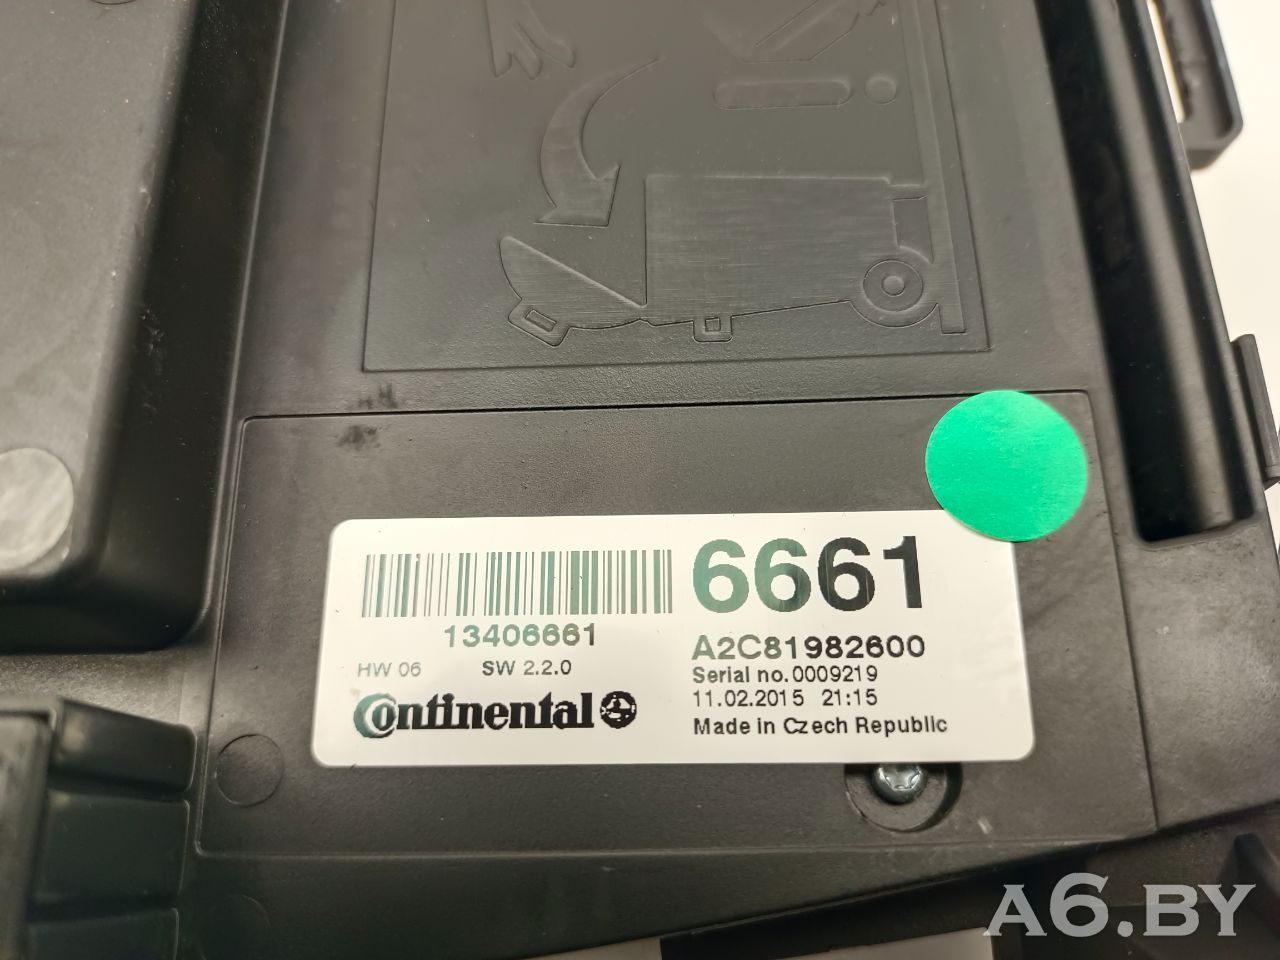 6661
13406661
A2C81982600
HW 06 SW 2.2.0
Serial no. 0009219
11.02.2015 21:15
Continental
Made in Czech Republic
A6.BY